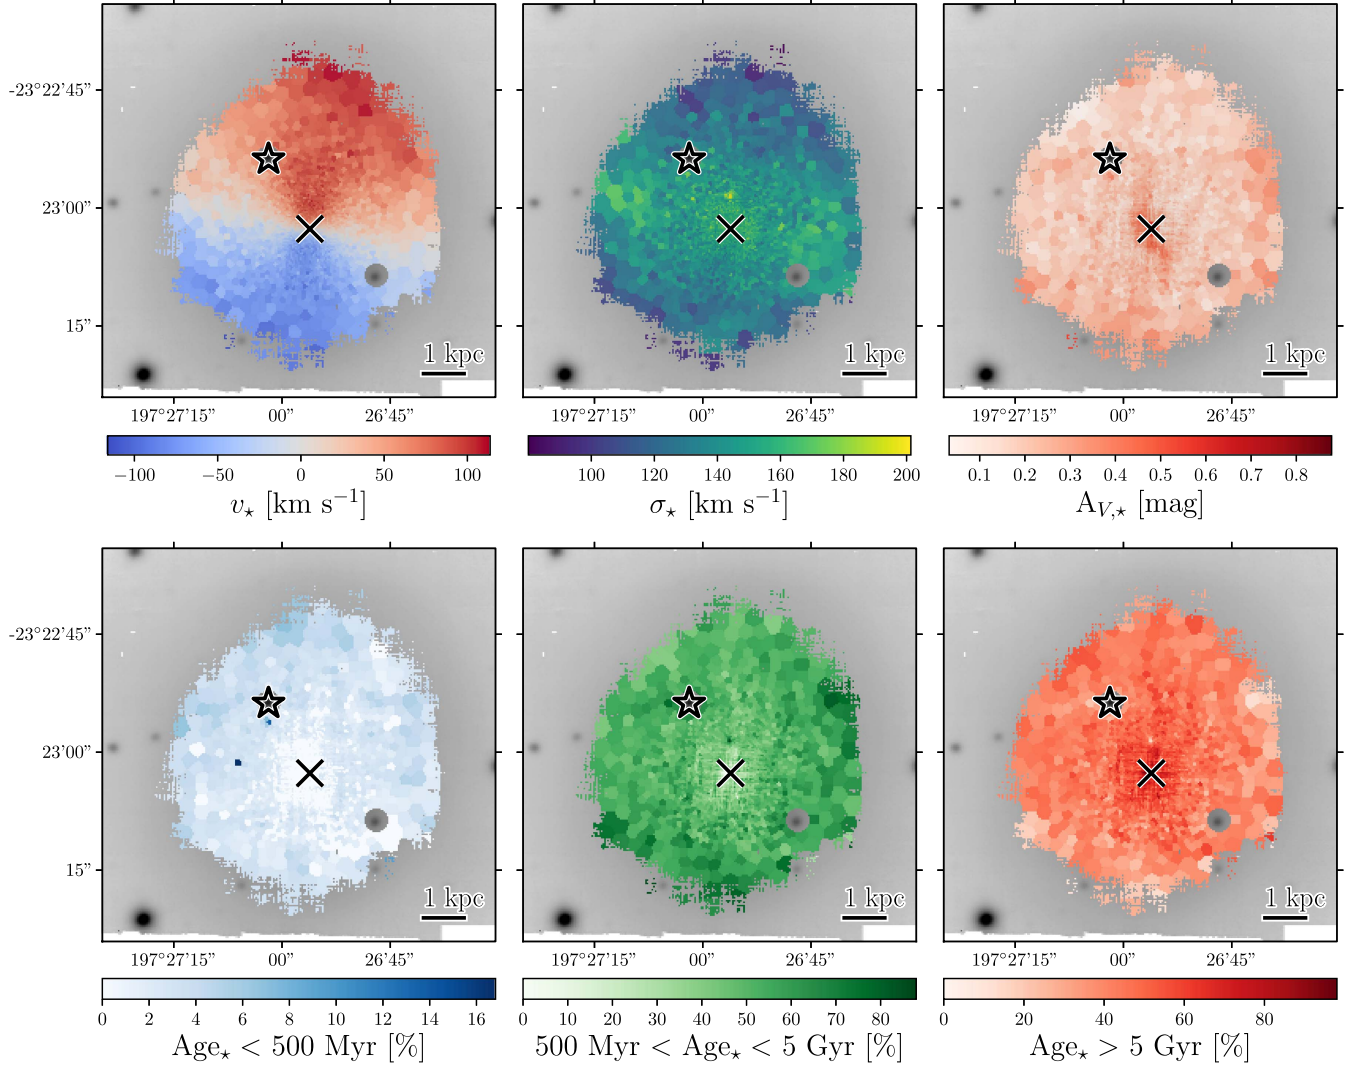 -23°22'45"
23'00"
15"
1 kpc 1 kpc 1 kpc
197°27'15" 00" 26'45" 197°27'15" 00" 26'45" 197°27'15" 00" 26'45"
−100 −50 0 50 100 100 120 140 160 180 200 0.1 0.2 0.3 0.4 0.5 0.6 0.7 0.8
v⋆ [km s⁻¹] σ⋆ [km s⁻¹] A_V,⋆ [mag]
-23°22'45"
23'00"
15"
1 kpc 1 kpc 1 kpc
197°27'15" 00" 26'45" 197°27'15" 00" 26'45" 197°27'15" 00" 26'45"
0 2 4 6 8 10 12 14 16 0 10 20 30 40 50 60 70 80 0 20 40 60 80
Age⋆ < 500 Myr [%] 500 Myr < Age⋆ < 5 Gyr [%] Age⋆ > 5 Gyr [%]